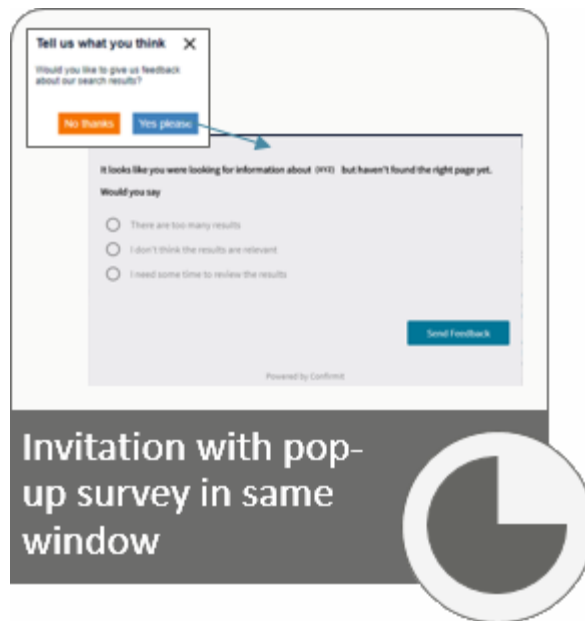 Tell us what you think X
Would you like to give us feedback
about our search results?
No thanks Yes please
It looks like you were looking for information about (XYZ) but haven't found the right page yet.
Would you say
There are too many results
I don't think the results are relevant
I need some time to review the results
Send Feedback
Powered by Confirmit
Invitation with pop-
up survey in same
window